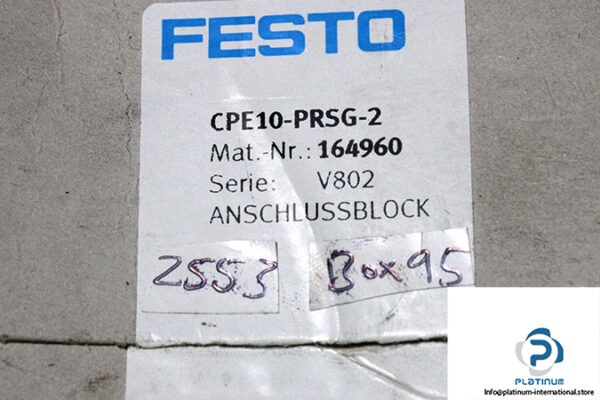 FESTO
CPE10-PRSG-2
Mat.-Nr.: 164960
Serie: V802
ANSCHLUSSBLOCK
2553 Box 95
PLATINUM
Info@platinum-international.store